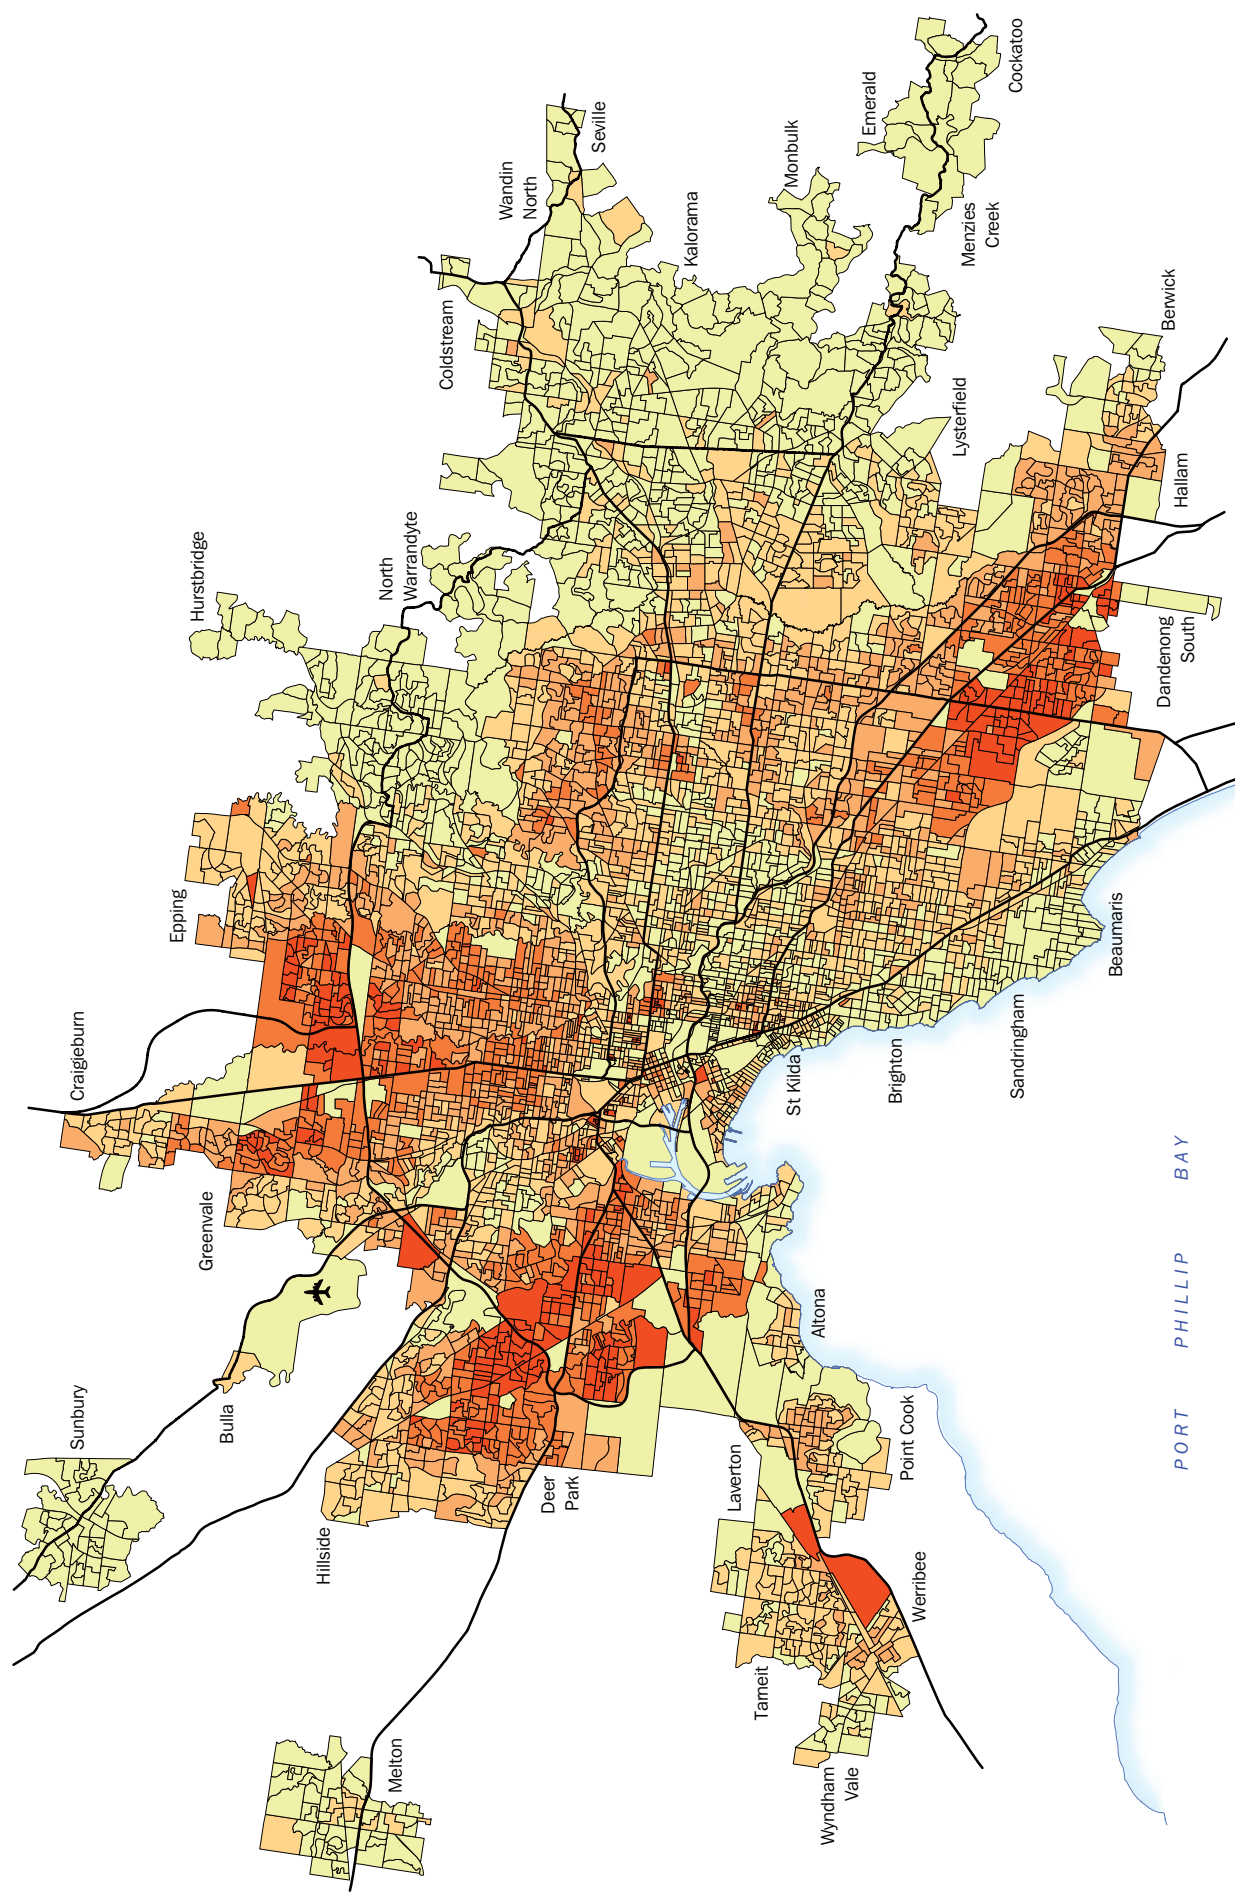 Cockatoo
Emerald
Seville
Monbulk
Wandin
North
Kalorama
Menzies
Creek
Coldstream
Berwick
Lysterfield
Hallam
Hurstbridge
North
Warrandyte
Dandenong
South
Epping
Beaumaris
Craigieburn
Sandringham
Brighton
St Kilda
Greenvale
PORT PHILLIP BAY
Altona
Bulla
Sunbury
Point Cook
Laverton
Deer
Park
Hillside
Werribee
Tarneit
Melton
Wyndham
Vale